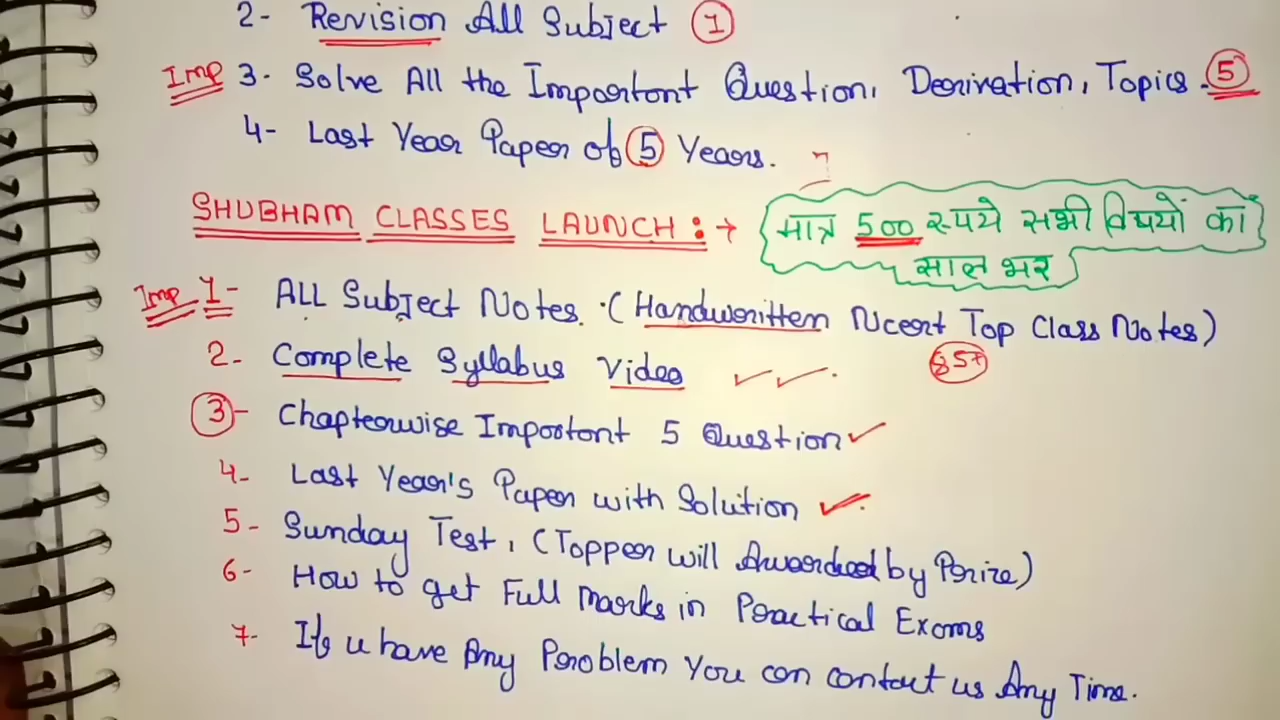 2- Revision All Subject 1
Imp 3- Solve All the Important Question, Derivation, Topics. 5
4- Last Year Paper of 5 Years.
SHUBHAM CLASSES LAUNCH :→ मात्र 500 रूपये सभी विषयों का
साल भर
Imp 1- ALL Subject Notes. (Handwritten Ncert Top Class Notes)
2- Complete Syllabus Video ✓✓.
3- Chapterwise Important 5 Question ✓
4- Last Year's Paper with Solution ✓
5- Sunday Test, (Topper will Awarded by Prize)
6- How to get Full Marks in Practical Exams
7- If u have Any Problem You can contact us Any Time.